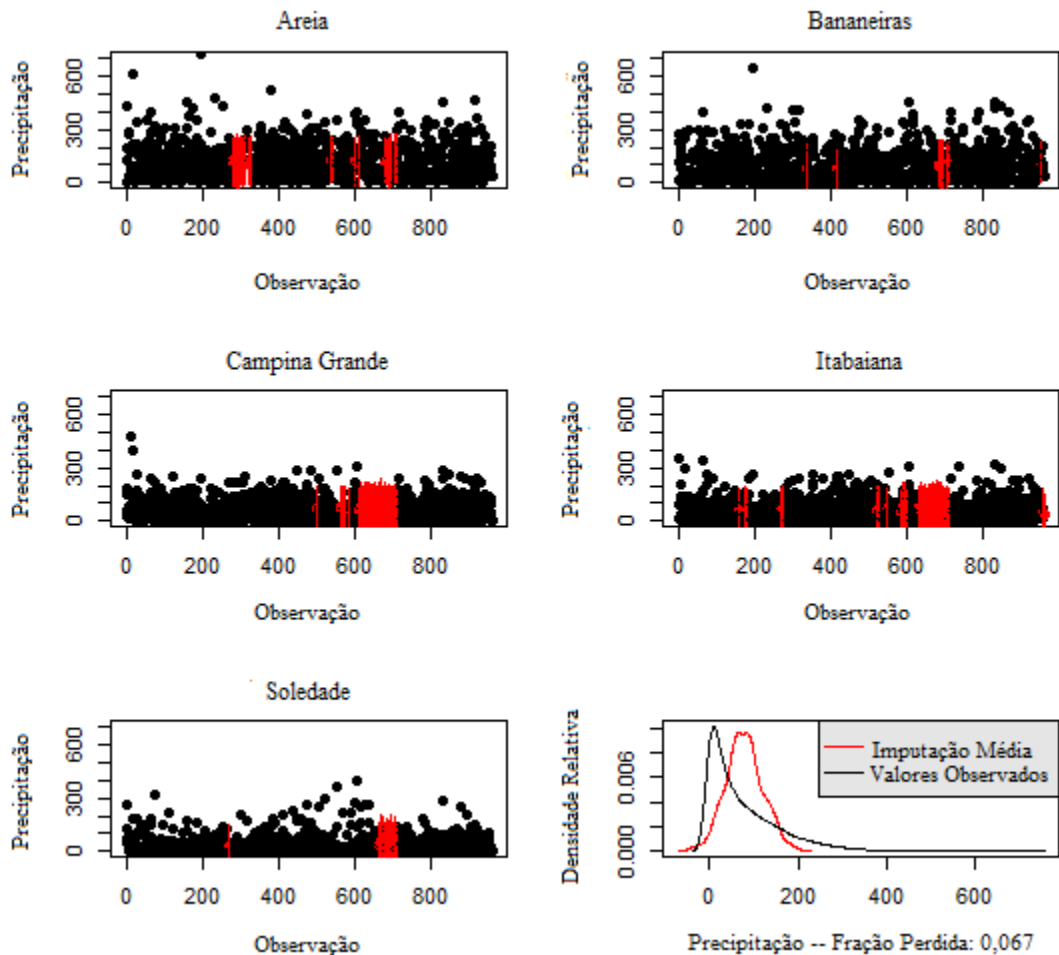 Areia
Precipitação
600
300
0
0 200 400 600 800
Observação
Bananeiras
Precipitação
600
300
0
0 200 400 600 800
Observação
Campina Grande
Precipitação
600
300
0
0 200 400 600 800
Observação
Itabaiana
Precipitação
600
300
0
0 200 400 600 800
Observação
Soledade
Precipitação
600
300
0
0 200 400 600 800
Observação
Densidade Relativa
0.006
0.000
Imputação Média
Valores Observados
0 200 400 600
Precipitação -- Fração Perdida: 0,067